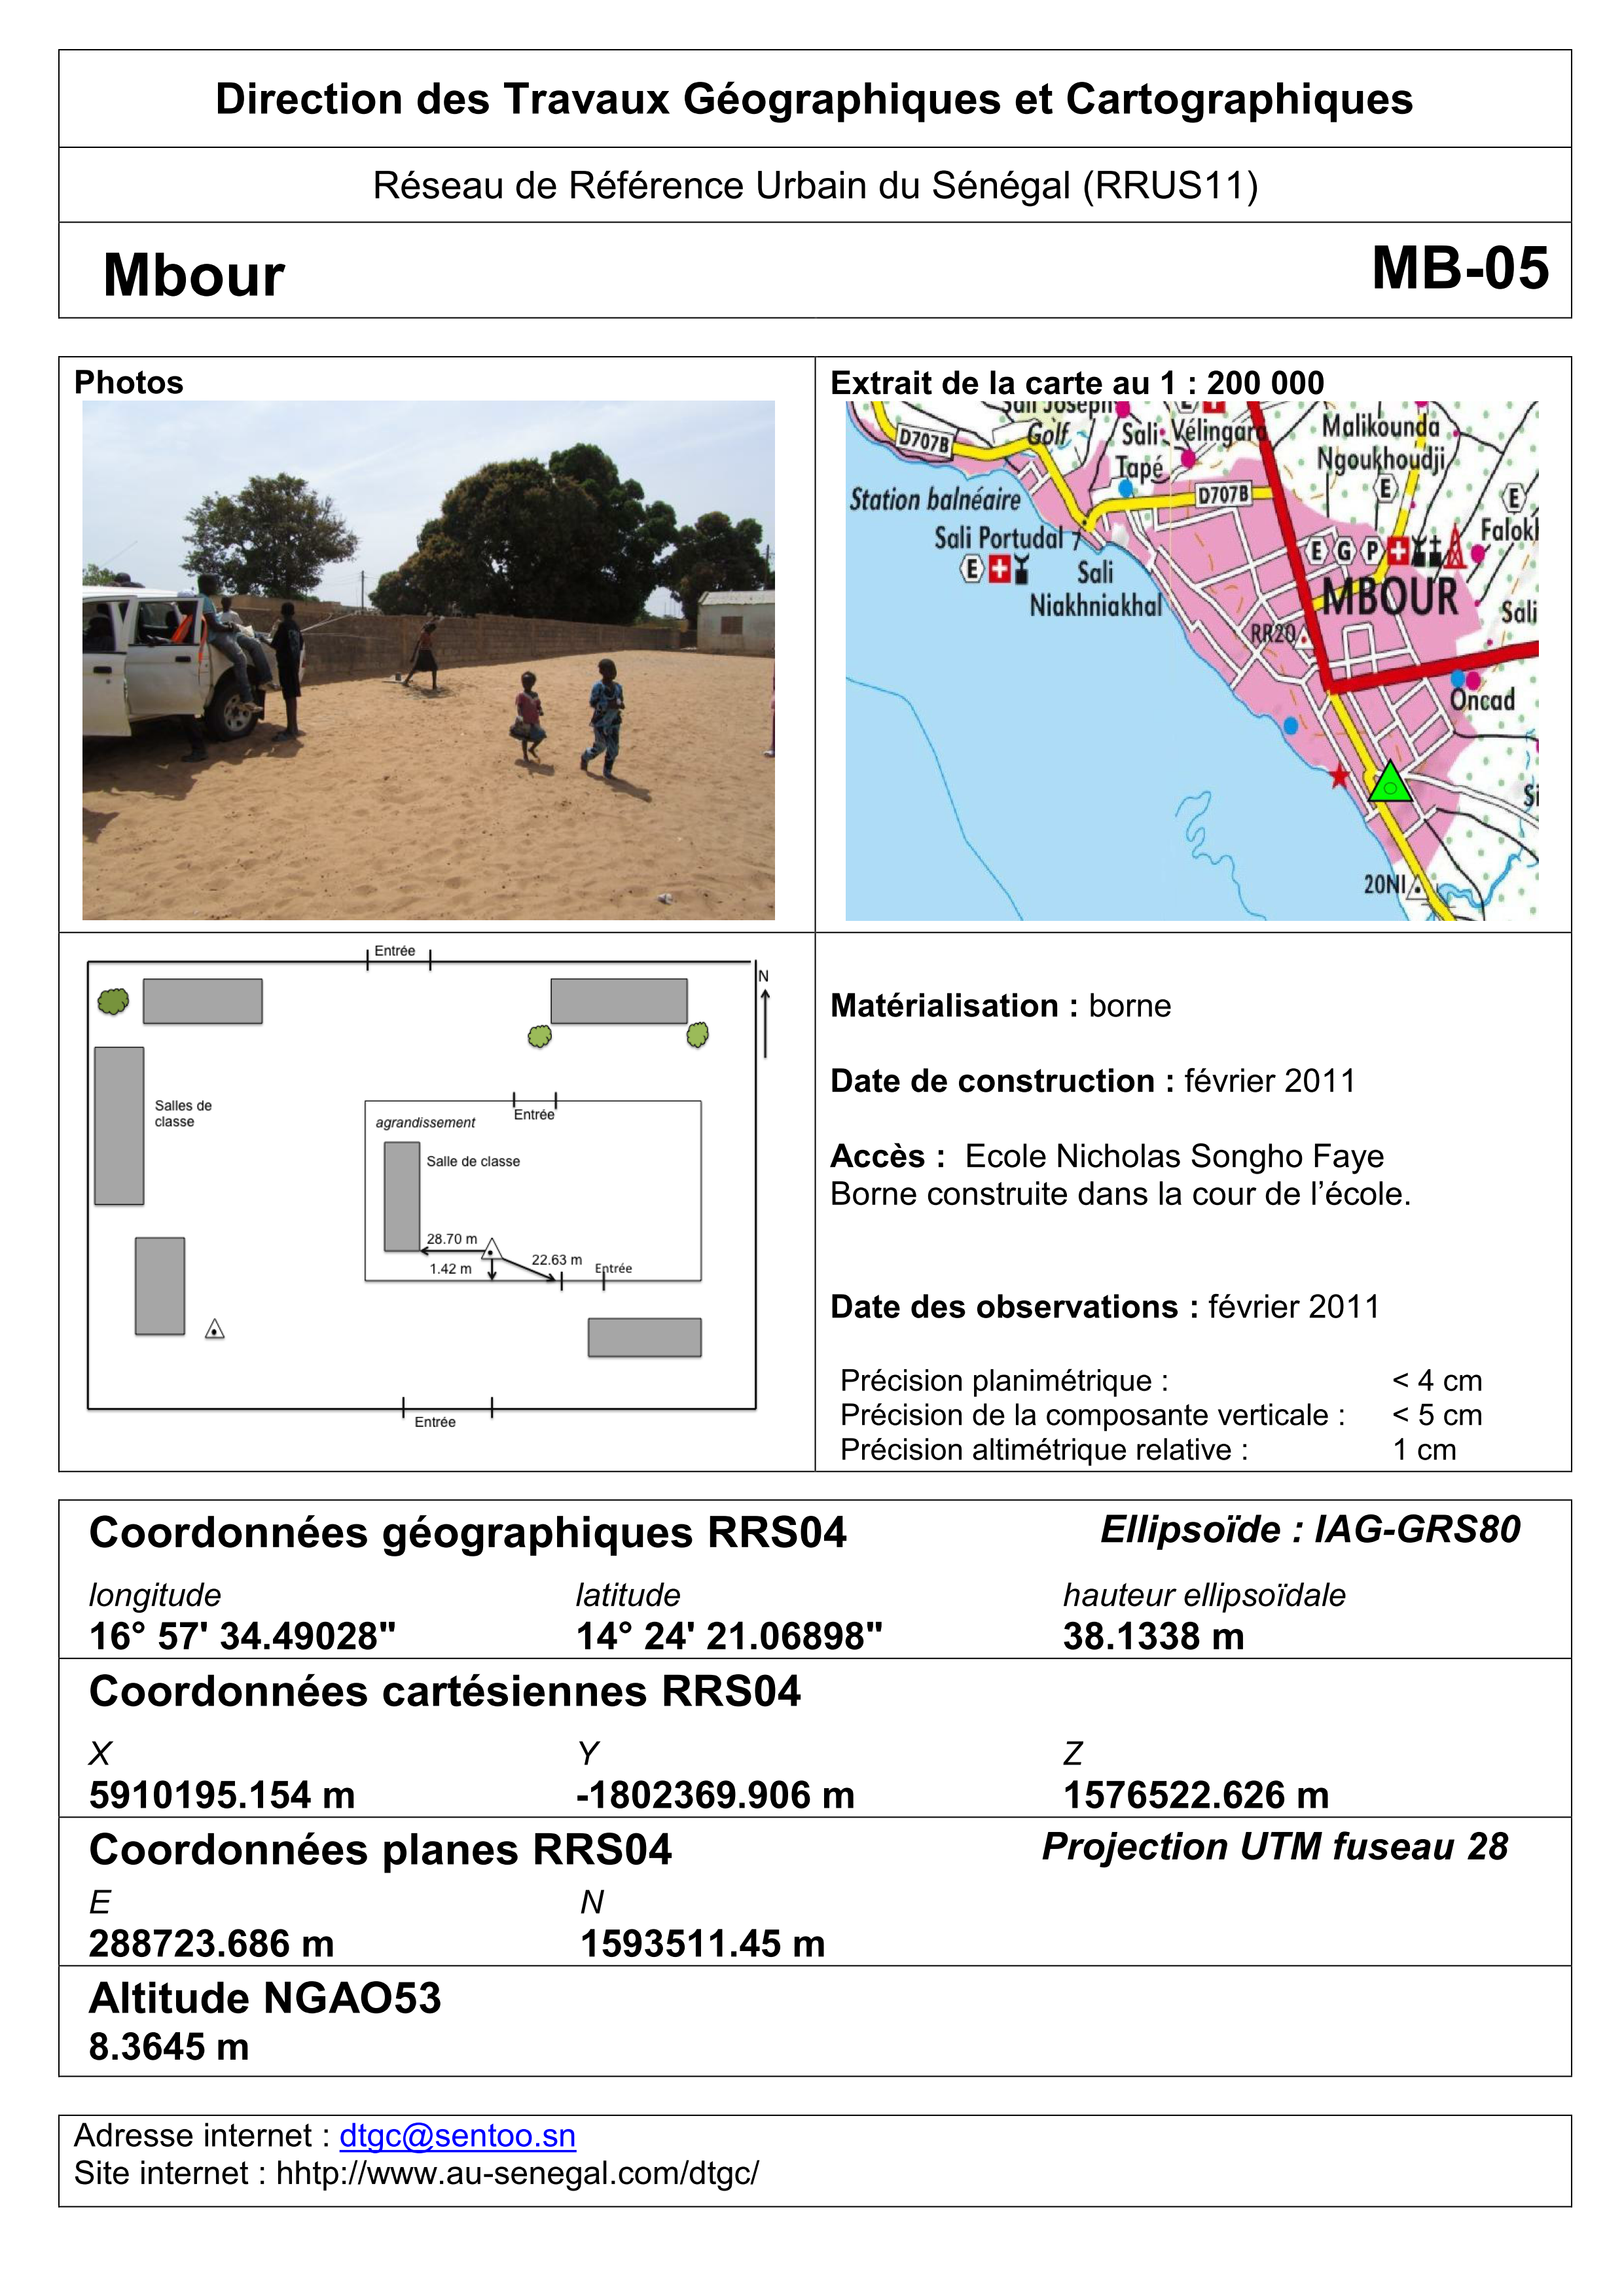 Direction des Travaux Géographiques et Cartographiques
Réseau de Référence Urbain du Sénégal (RRUS11)
Mbour
MB-05
Photos
Extrait de la carte au 1 : 200 000
D707B
Golf
Sali Joseph
Sali
Tapé
Vélingara
E
Malikounda
Ngoukhoudji
E
E
Falok
Station balnéaire
D707B
Sali Portudal
E
Sali
Niakhniakhal
E G P
MBOUR
Sali
RR20
Oncad
Si
20NI
Entrée
N
Salles de
classe
Entrée
agrandissement
Salle de classe
28.70 m
22.63 m
1.42 m
Entrée
Entrée
Matérialisation : borne
Date de construction : février 2011
Accès : Ecole Nicholas Songho Faye
Borne construite dans la cour de l’école.
Date des observations : février 2011
Précision planimétrique : < 4 cm
Précision de la composante verticale : < 5 cm
Précision altimétrique relative : 1 cm
Coordonnées géographiques RRS04 Ellipsoïde : IAG-GRS80
longitude latitude hauteur ellipsoïdale
16° 57' 34.49028" 14° 24' 21.06898" 38.1338 m
Coordonnées cartésiennes RRS04
X Y Z
5910195.154 m -1802369.906 m 1576522.626 m
Coordonnées planes RRS04 Projection UTM fuseau 28
E N
288723.686 m 1593511.45 m
Altitude NGAO53
8.3645 m
Adresse internet : dtgc@sentoo.sn
Site internet : hhtp://www.au-senegal.com/dtgc/